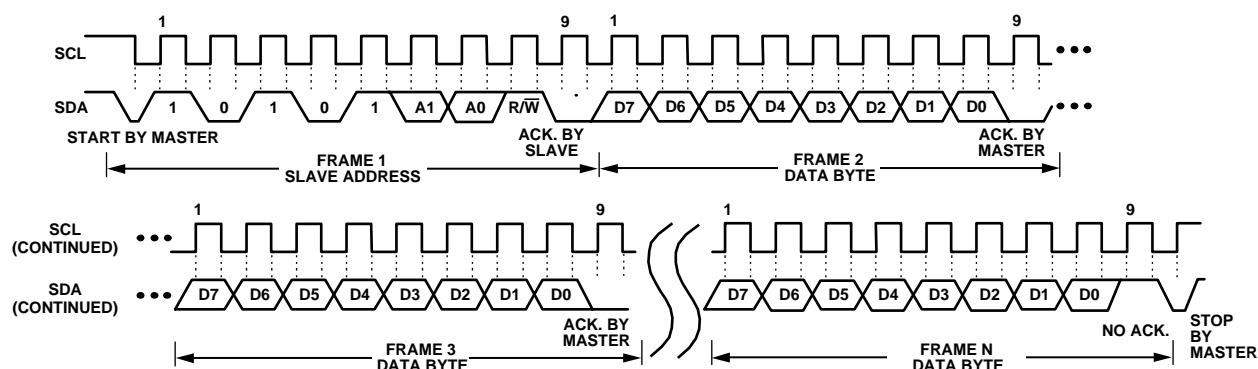 1 9 1 9
SCL
SDA 1 0 1 0 1 A1 A0 R/W̅ D7 D6 D5 D4 D3 D2 D1 D0
START BY MASTER
ACK. BY
SLAVE
ACK. BY
MASTER
FRAME 1
SLAVE ADDRESS
FRAME 2
DATA BYTE
1 9 1 9
SCL
(CONTINUED)
SDA
(CONTINUED)
D7 D6 D5 D4 D3 D2 D1 D0 D7 D6 D5 D4 D3 D2 D1 D0
ACK. BY
MASTER
NO ACK.
STOP
BY
MASTER
FRAME 3
DATA BYTE
FRAME N
DATA BYTE